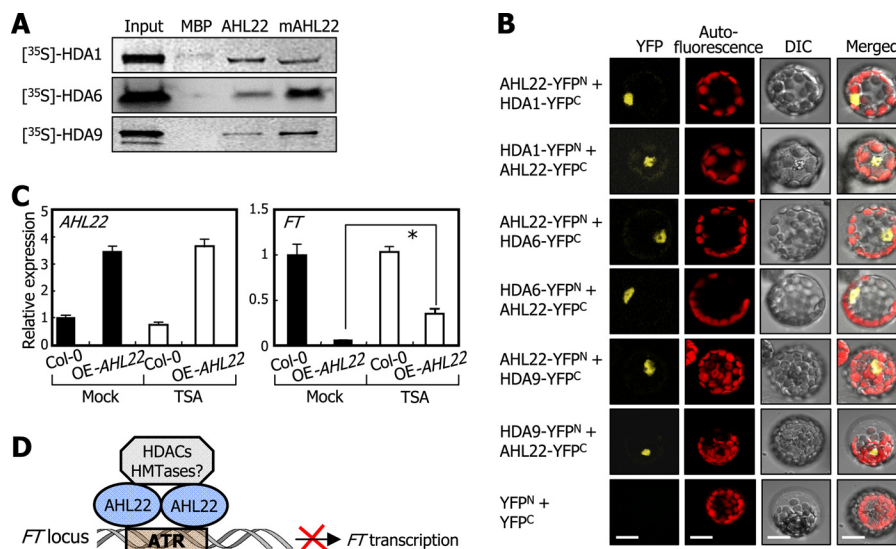 A
Input MBP AHL22 mAHL22
[³⁵S]-HDA1
[³⁵S]-HDA6
[³⁵S]-HDA9
B
YFP Auto-fluorescence DIC Merged
AHL22-YFPᴺ +
HDA1-YFPᶜ
HDA1-YFPᴺ +
AHL22-YFPᶜ
AHL22-YFPᴺ +
HDA6-YFPᶜ
HDA6-YFPᴺ +
AHL22-YFPᶜ
AHL22-YFPᴺ +
HDA9-YFPᶜ
HDA9-YFPᴺ +
AHL22-YFPᶜ
YFPᴺ +
YFPᶜ
C
Relative expression
AHL22
5
4
3
2
1
0
Col-0 OE-AHL22 Col-0 OE-AHL22
Mock TSA
FT
*
1.5
1
0.5
0
Col-0 OE-AHL22 Col-0 OE-AHL22
Mock TSA
D
HDACs
HMTases?
AHL22 AHL22
FT locus ATR FT transcription